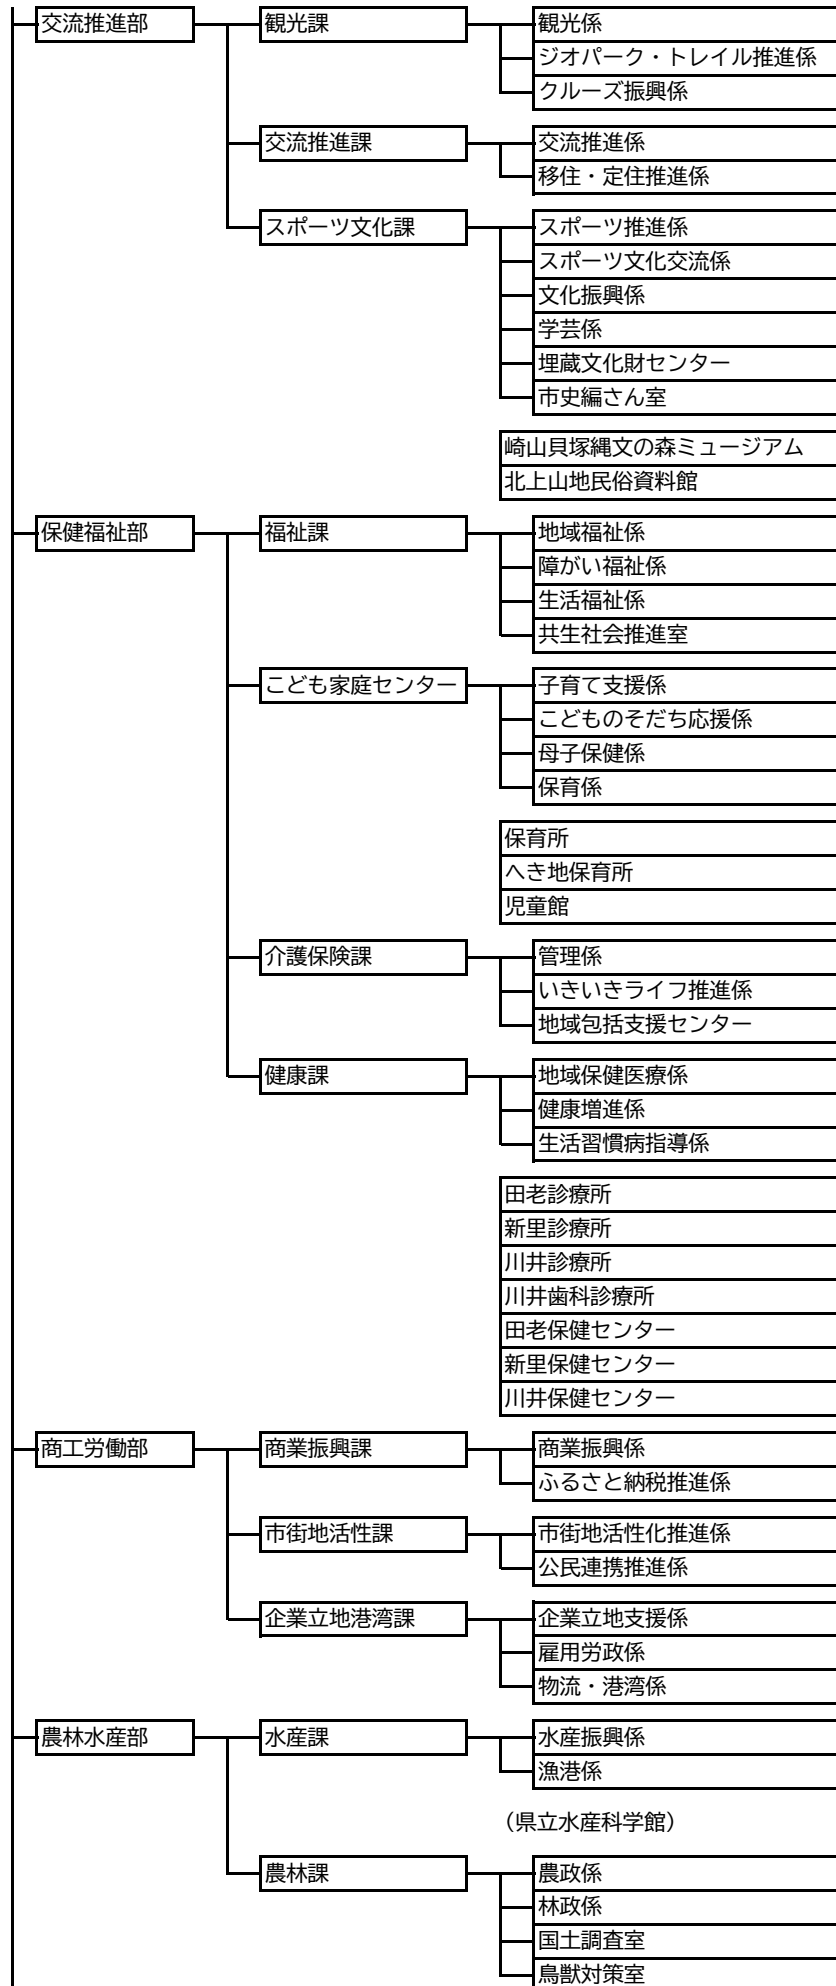 交流推進部 観光課 観光係
ジオパーク・トレイル推進係
クルーズ振興係
交流推進課 交流推進係
移住・定住推進係
スポーツ文化課 スポーツ推進係
スポーツ文化交流係
文化振興係
学芸係
埋蔵文化財センター
市史編さん室
崎山貝塚縄文の森ミュージアム
北上山地民俗資料館
保健福祉部 福祉課 地域福祉係
障がい福祉係
生活福祉係
共生社会推進室
こども家庭センター 子育て支援係
こどものそだち応援係
母子保健係
保育係
保育所
へき地保育所
児童館
介護保険課 管理係
いきいきライフ推進係
地域包括支援センター
健康課 地域保健医療係
健康増進係
生活習慣病指導係
田老診療所
新里診療所
川井診療所
川井歯科診療所
田老保健センター
新里保健センター
川井保健センター
商工労働部 商業振興課 商業振興係
ふるさと納税推進係
市街地活性課 市街地活性化推進係
公民連携推進係
企業立地港湾課 企業立地支援係
雇用労政係
物流・港湾係
農林水産部 水産課 水産振興係
漁港係
（県立水産科学館）
農林課 農政係
林政係
国土調査室
鳥獣対策室